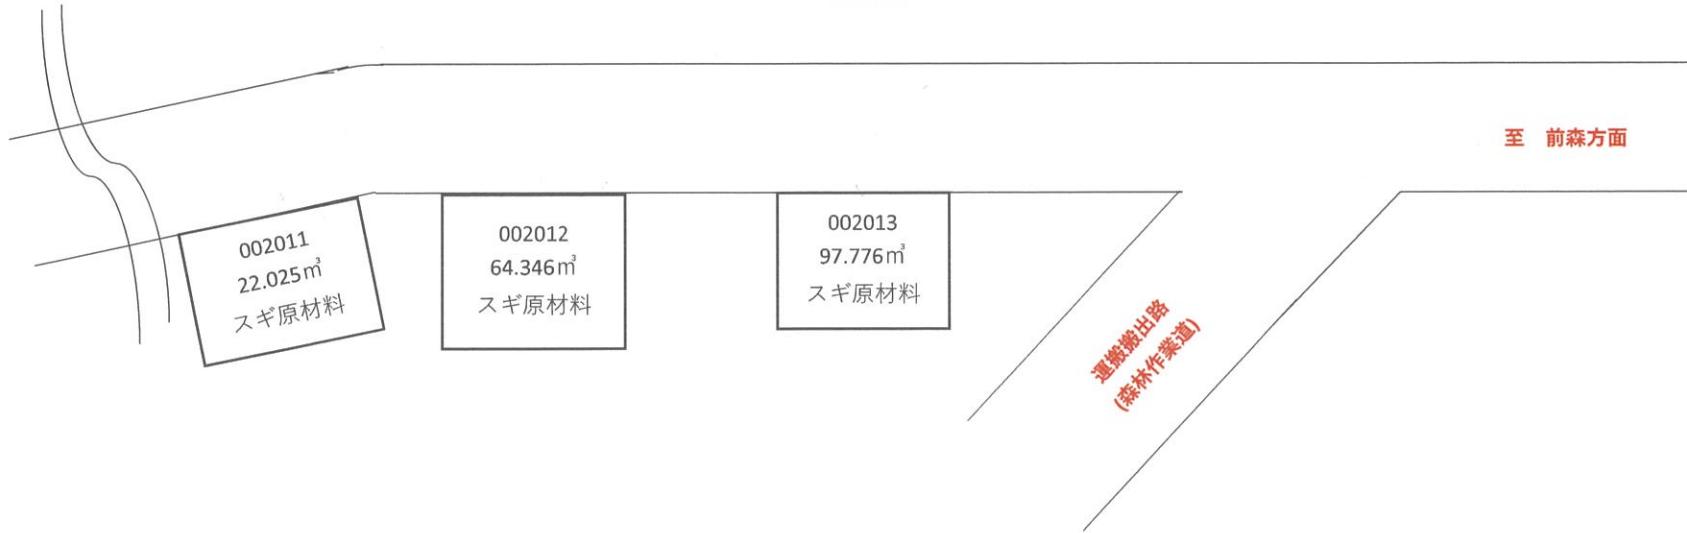 至　前森方面
002011
22.025㎥
スギ原材料
002012
64.346㎥
スギ原材料
002013
97.776㎥
スギ原材料
運搬搬出路
(森林作業道)